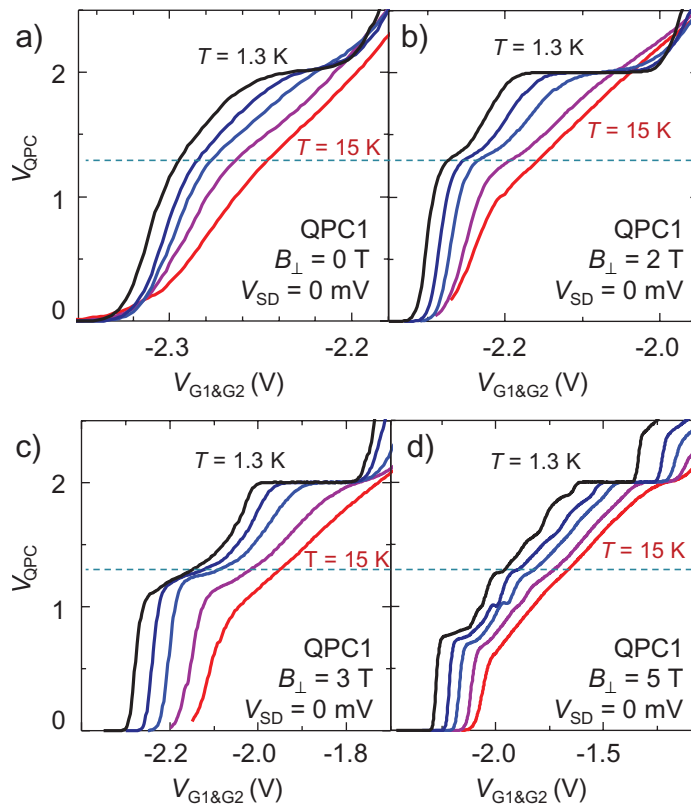 a)
T = 1.3 K
T = 15 K
QPC1
B⊥ = 0 T
VSD = 0 mV
VQPC
2
1
0
-2.3 -2.2
VG1&G2 (V)
b)
T = 1.3 K
T = 15 K
QPC1
B⊥ = 2 T
VSD = 0 mV
-2.2 -2.0
VG1&G2 (V)
c)
T = 1.3 K
T = 15 K
QPC1
B⊥ = 3 T
VSD = 0 mV
VQPC
2
1
0
-2.2 -2.0 -1.8
VG1&G2 (V)
d)
T = 1.3 K
T = 15 K
QPC1
B⊥ = 5 T
VSD = 0 mV
-2.0 -1.5
VG1&G2 (V)